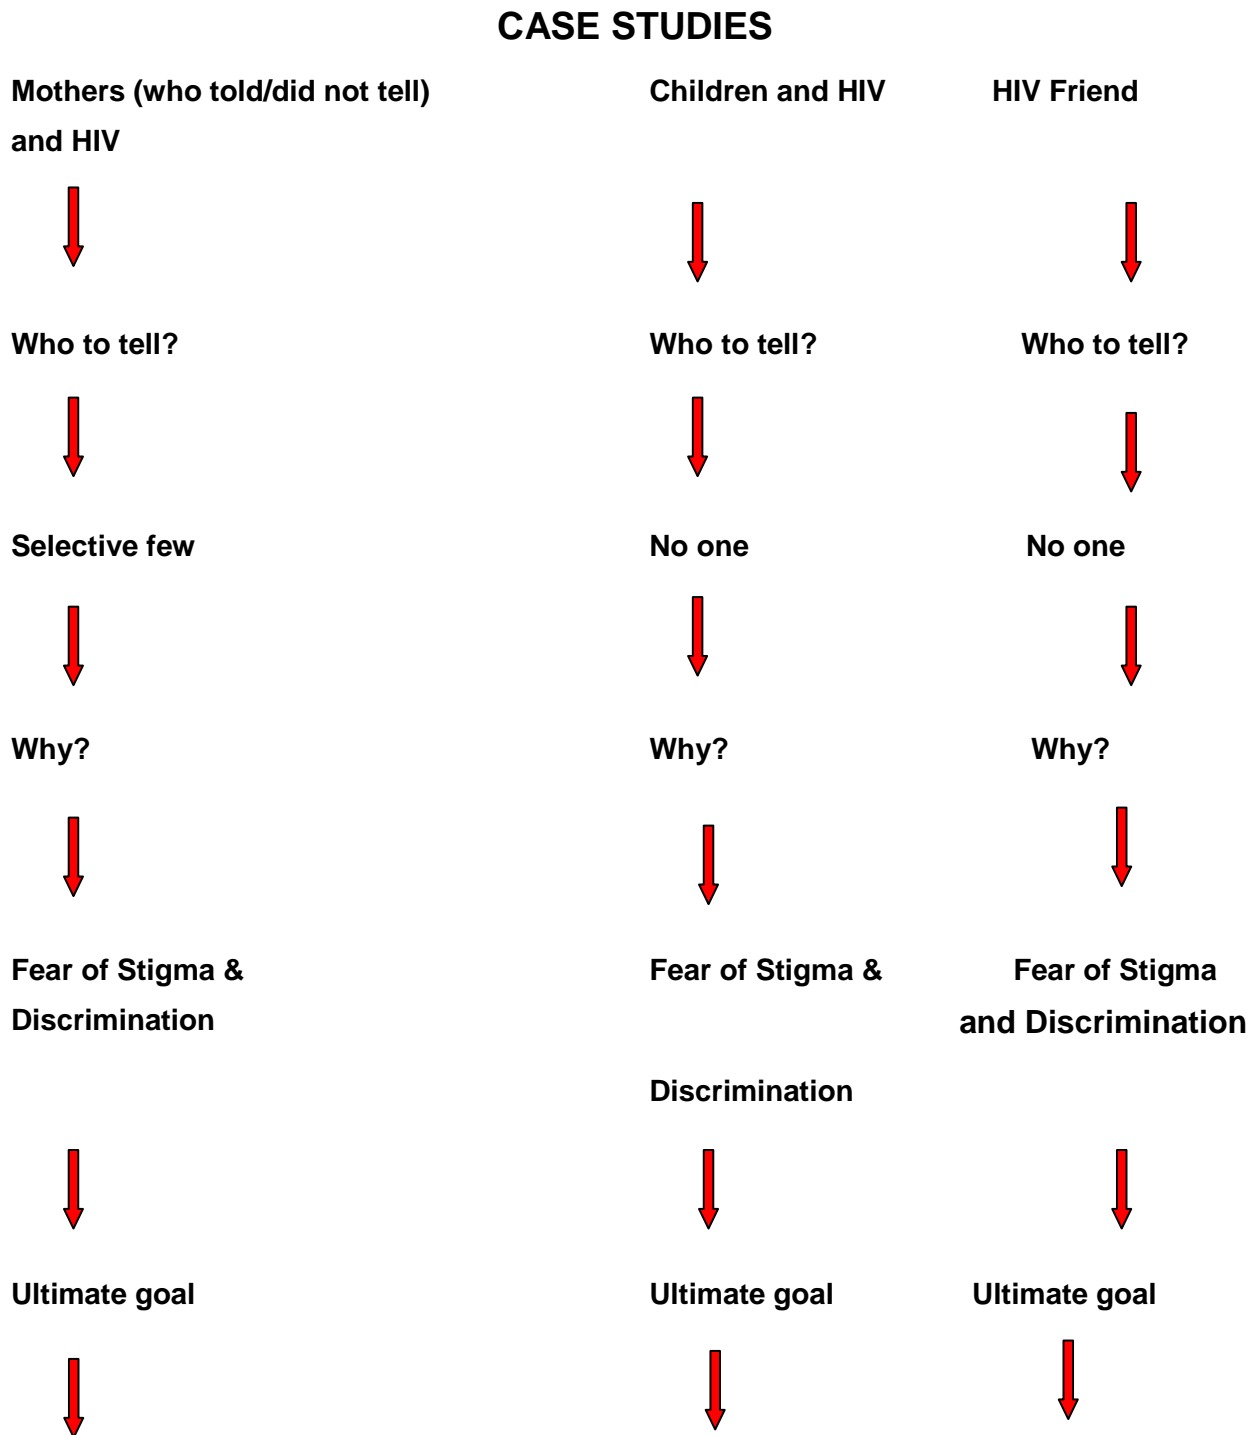 CASE STUDIES
Mothers (who told/did not tell) Children and HIV HIV Friend
and HIV
Who to tell? Who to tell? Who to tell?
Selective few No one No one
Why? Why? Why?
Fear of Stigma & Fear of Stigma & Fear of Stigma
Discrimination and Discrimination
Discrimination
Ultimate goal Ultimate goal Ultimate goal